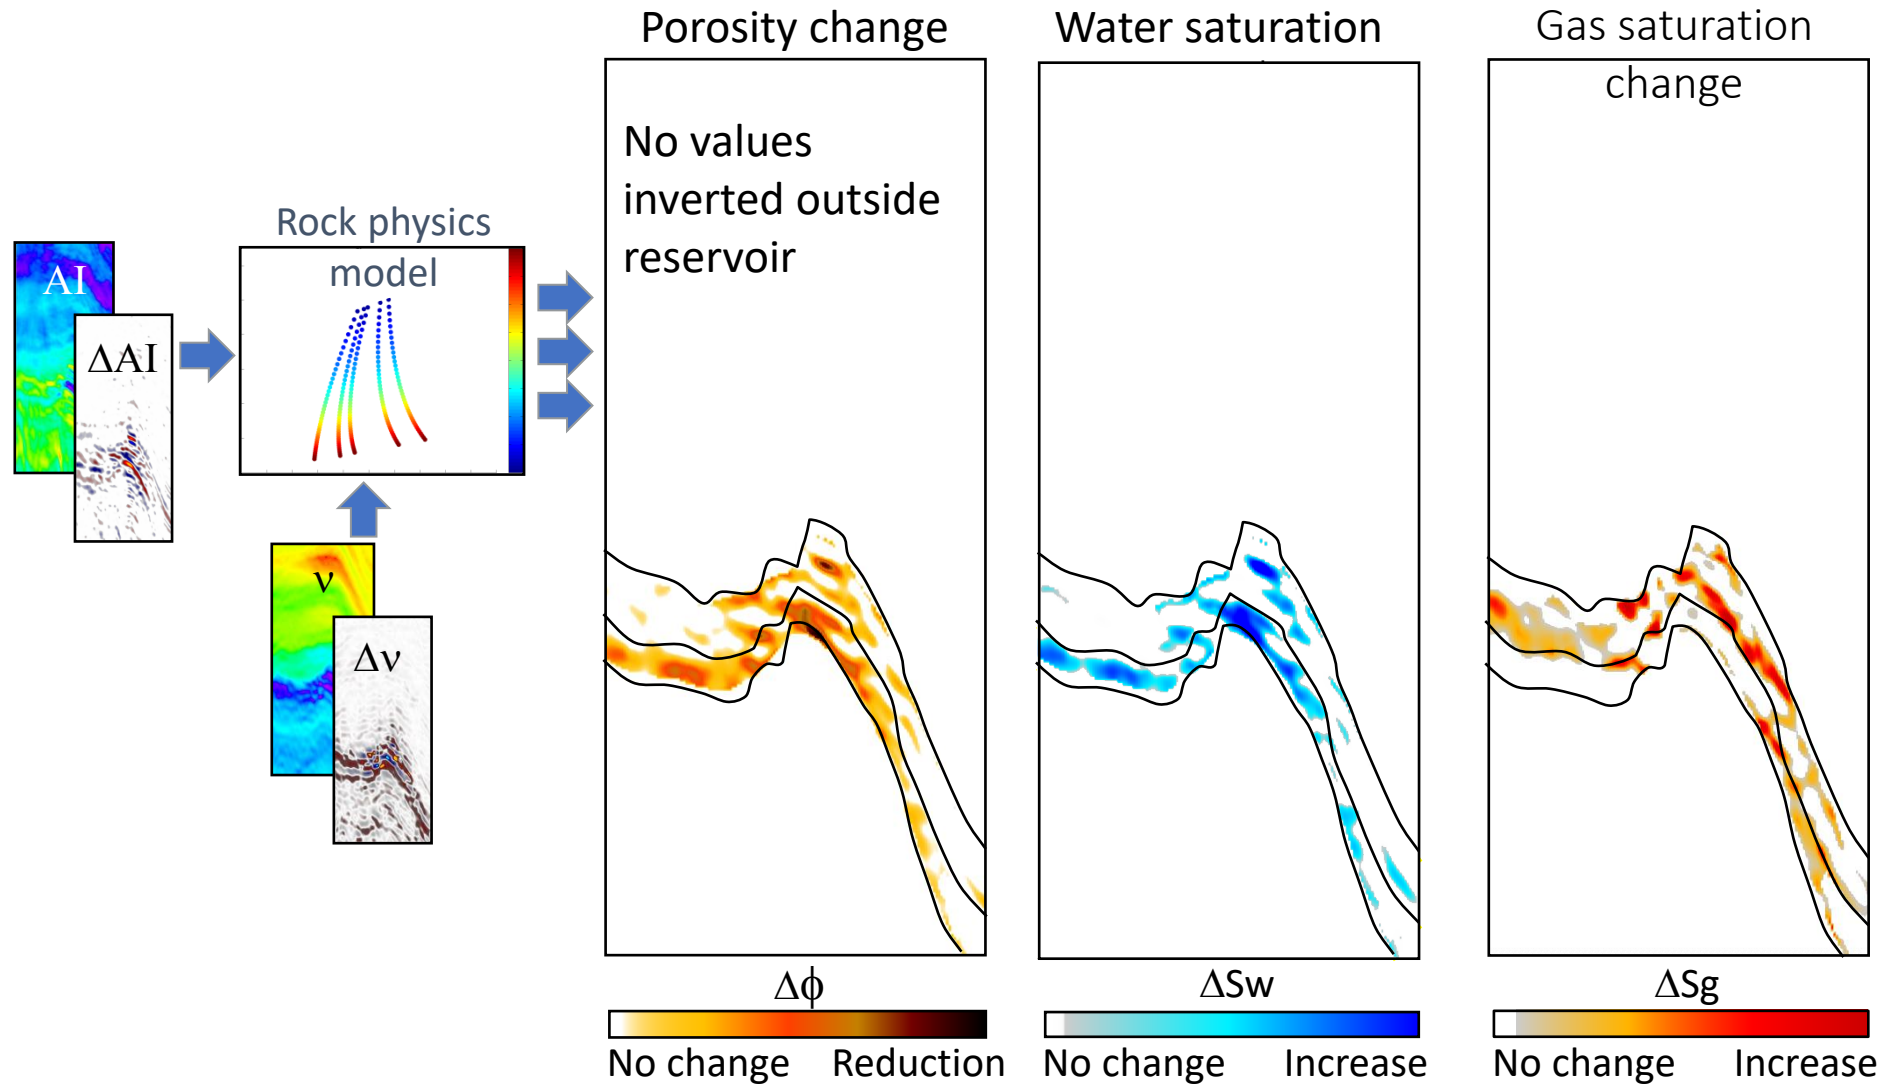 Porosity change
Water saturation
Gas saturation
change
No values
inverted outside
reservoir
Rock physics
model
AI
ΔAI
ν
Δν
Δϕ
No change
Reduction
ΔSw
No change
Increase
ΔSg
No change
Increase